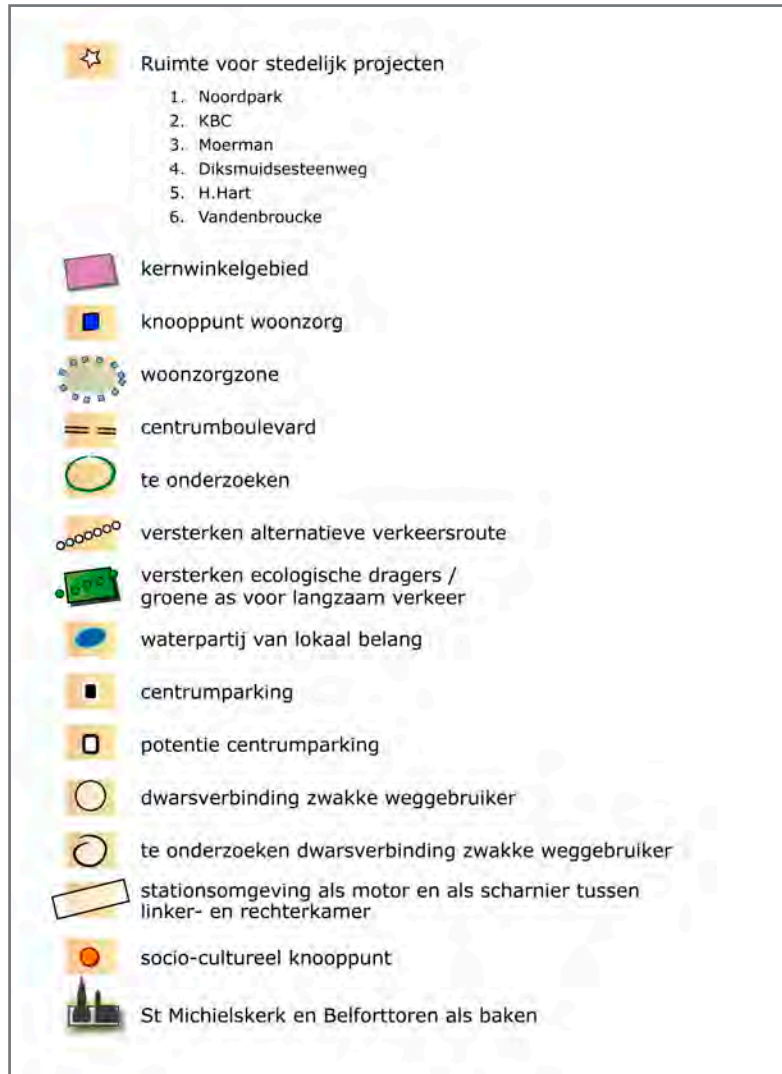 Ruimte voor stedelijk projecten
1. Noordpark
2. KBC
3. Moerman
4. Diksmuidsesteenweg
5. H.Hart
6. Vandenbroucke
kernwinkelgebied
knooppunt woonzorg
woonzorgzone
centrumboulevard
te onderzoeken
versterken alternatieve verkeersroute
versterken ecologische dragers /
groene as voor langzaam verkeer
waterpartij van lokaal belang
centrumparking
potentie centrumparking
dwarsverbinding zwakke weggebruiker
te onderzoeken dwarsverbinding zwakke weggebruiker
stationsomgeving als motor en als scharnier tussen
linker- en rechterkamer
socio-cultureel knooppunt
St Michielskerk en Belforttoren als baken